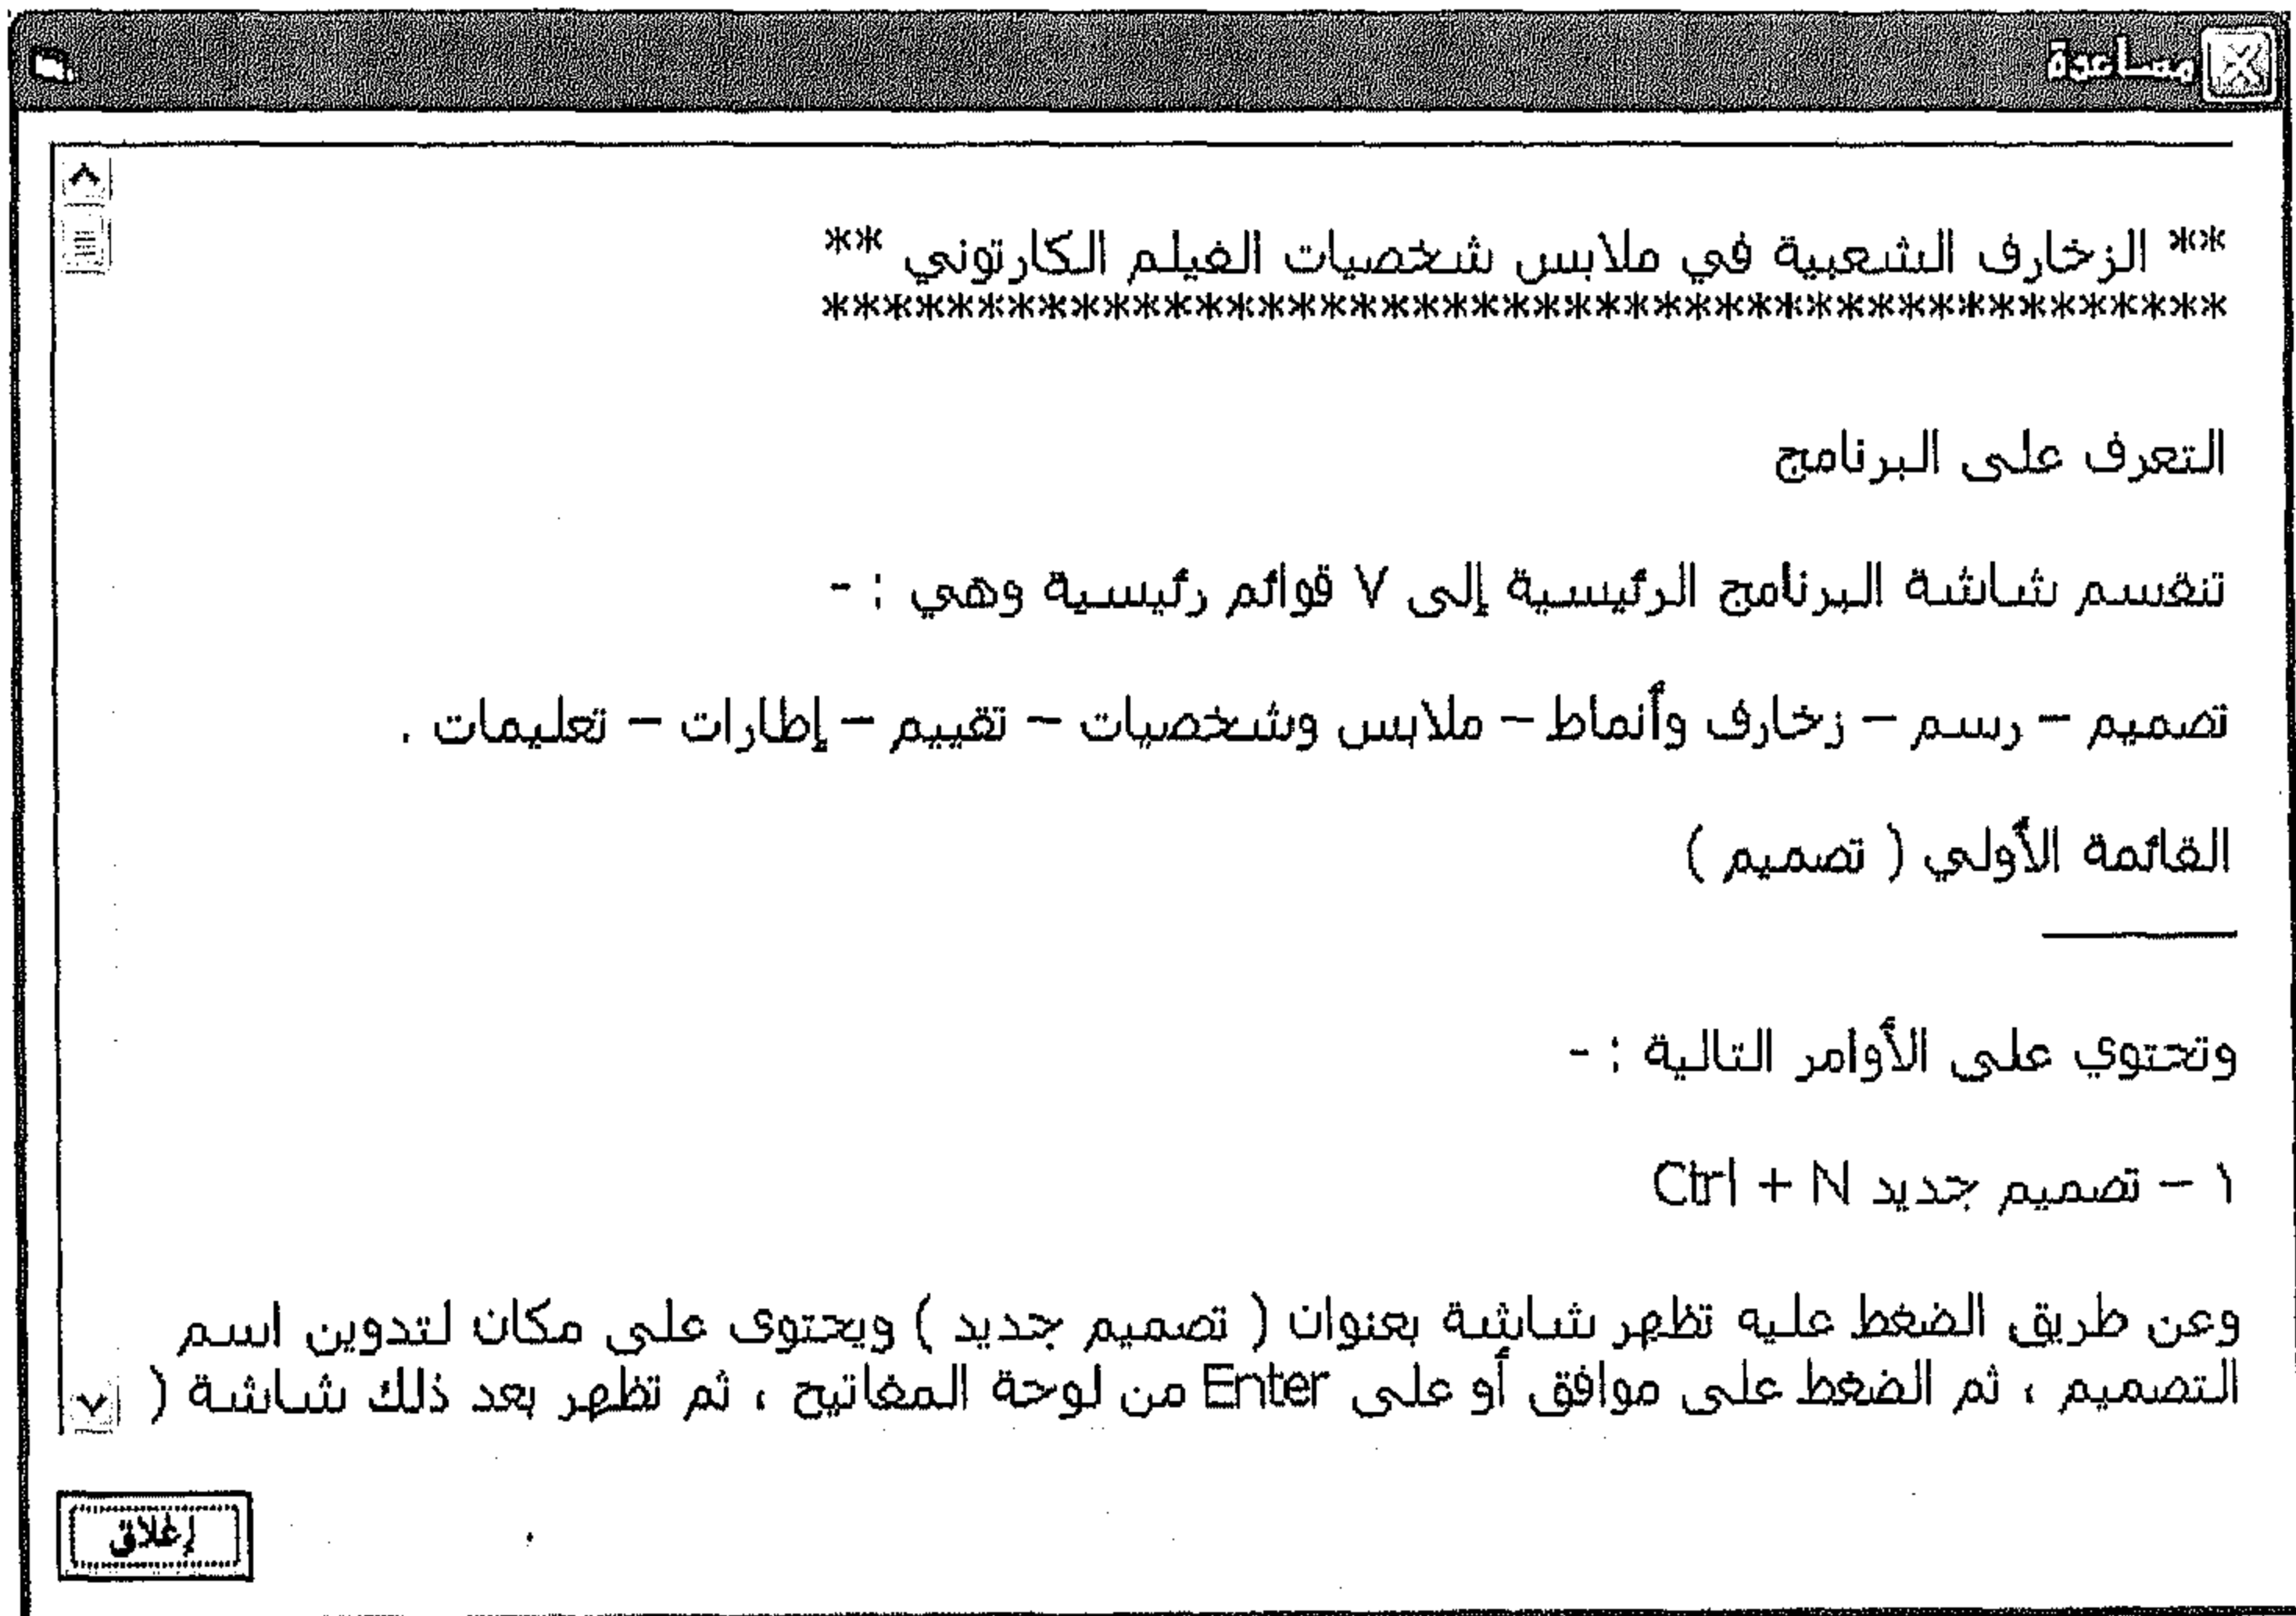 مساعدة
** الزخارف الشعبية في ملابس شخصيات الفيلم الكارتوني **
**********************************************
التعرف على البرنامج
تنقسم شاشة البرنامج الرئيسية إلى ٧ قوائم رئيسية وهي : -
تصميم – رسم – زخارف وأنماط – ملابس وشخصيات – تقييم – إطارات – تعليمات .
القائمة الأولي ( تصميم )
وتحتوي على الأوامر التالية : -
١ – تصميم جديد Ctrl + N
وعن طريق الضغط عليه تظهر شاشة بعنوان ( تصميم جديد ) ويحتوى على مكان لتدوين اسم
التصميم ، ثم الضغط على موافق أو على Enter من لوحة المفاتيح ، ثم تظهر بعد ذلك شاشة (
إغلاق